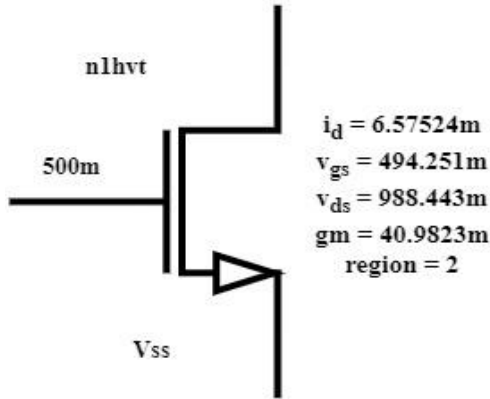 n1hvt
500m
i_d = 6.57524m
v_gs = 494.251m
v_ds = 988.443m
gm = 40.9823m
region = 2
Vss